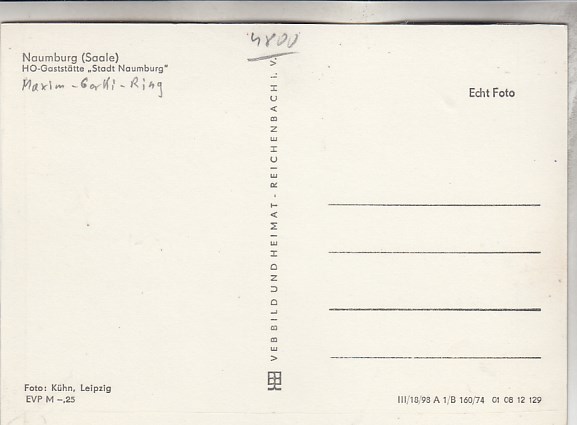 4800
Naumburg (Saale)
HO-Gaststätte „Stadt Naumburg"
Maxim-Gorki-Ring
Echt Foto
VEB BILD UND HEIMAT - REICHENBACH i. V.
Foto: Kühn, Leipzig
EVP M –,25
III/18/98 A 1/B 160/74 01 08 12 129